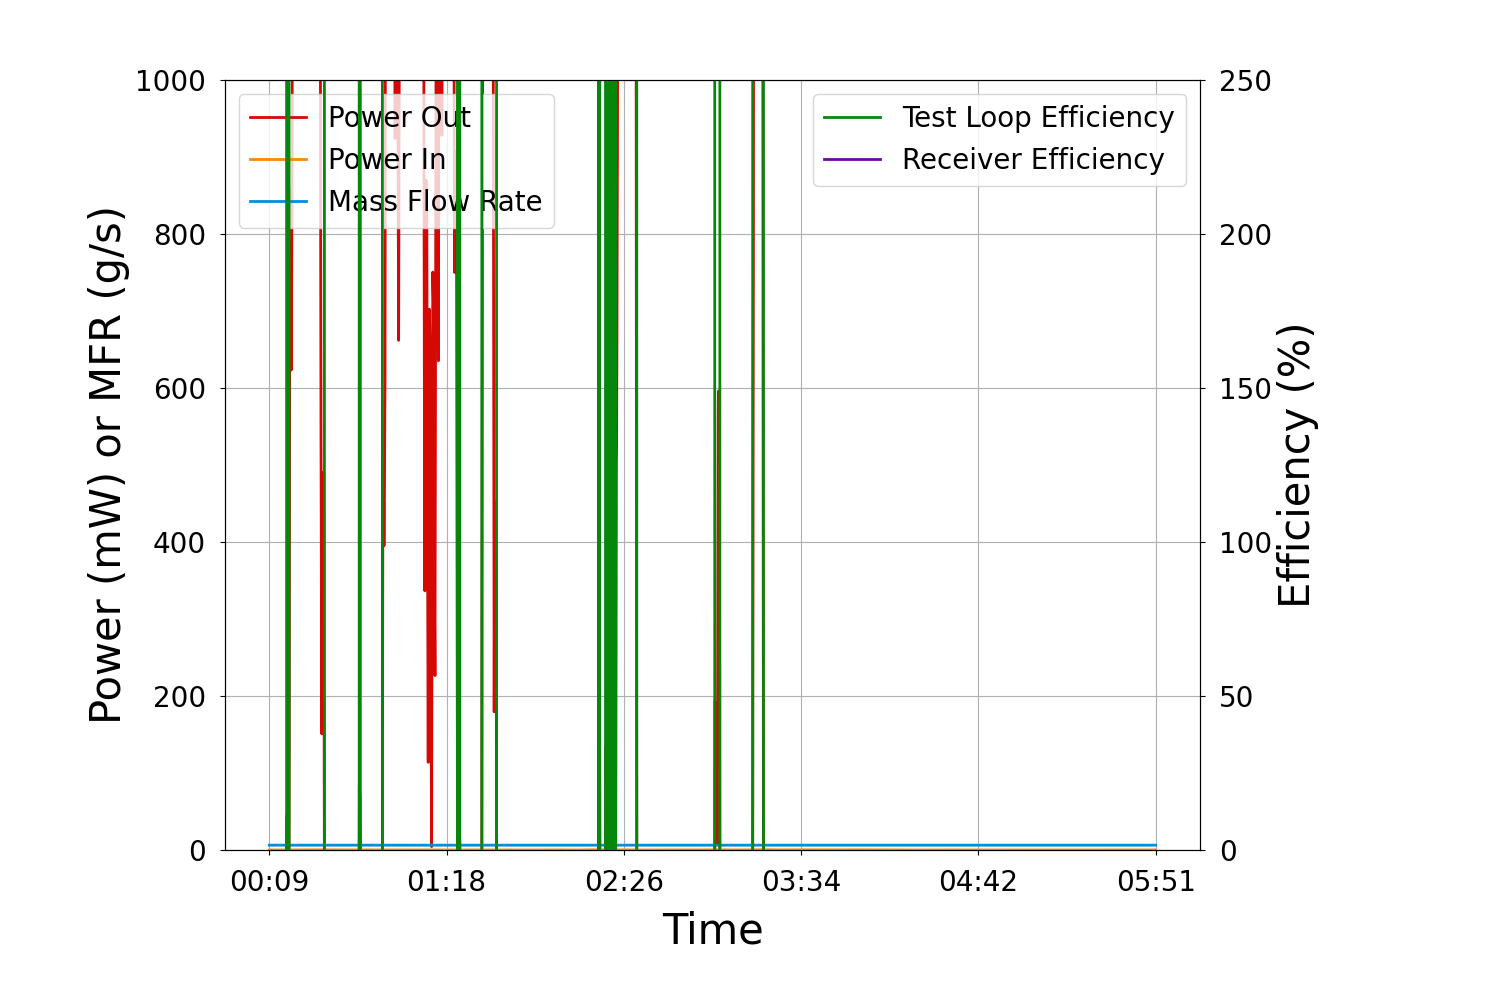 1000
800
600
400
200
0
Power (mW) or MFR (g/s)
Power Out
Power In
Mass Flow Rate
Test Loop Efficiency
Receiver Efficiency
250
200
150
100
50
0
Efficiency (%)
00:09 01:18 02:26 03:34 04:42 05:51
Time